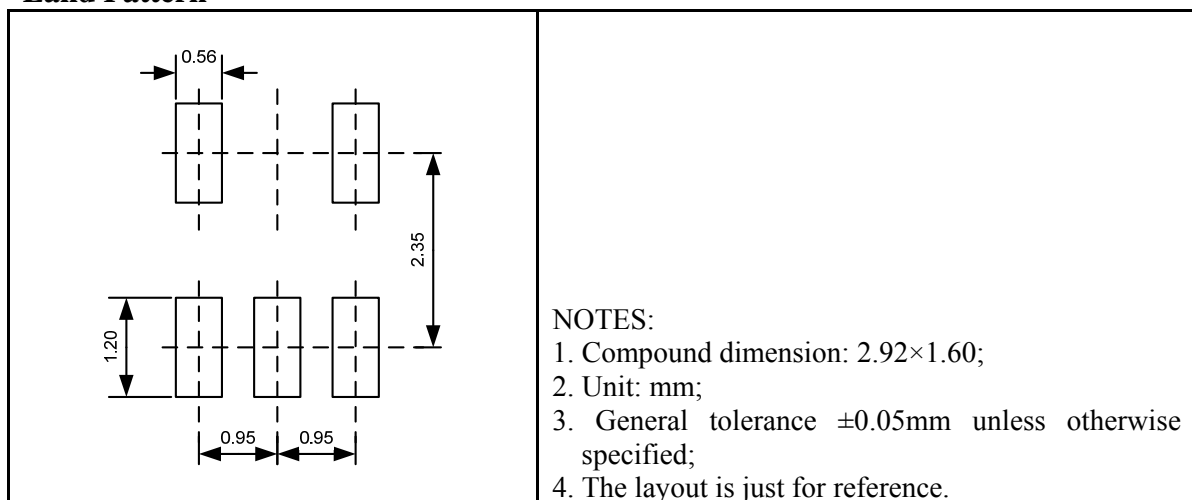 Land Pattern
0.56
2.35
1.20
0.95 0.95
NOTES:
1. Compound dimension: 2.92×1.60;
2. Unit: mm;
3. General tolerance ±0.05mm unless otherwise
specified;
4. The layout is just for reference.